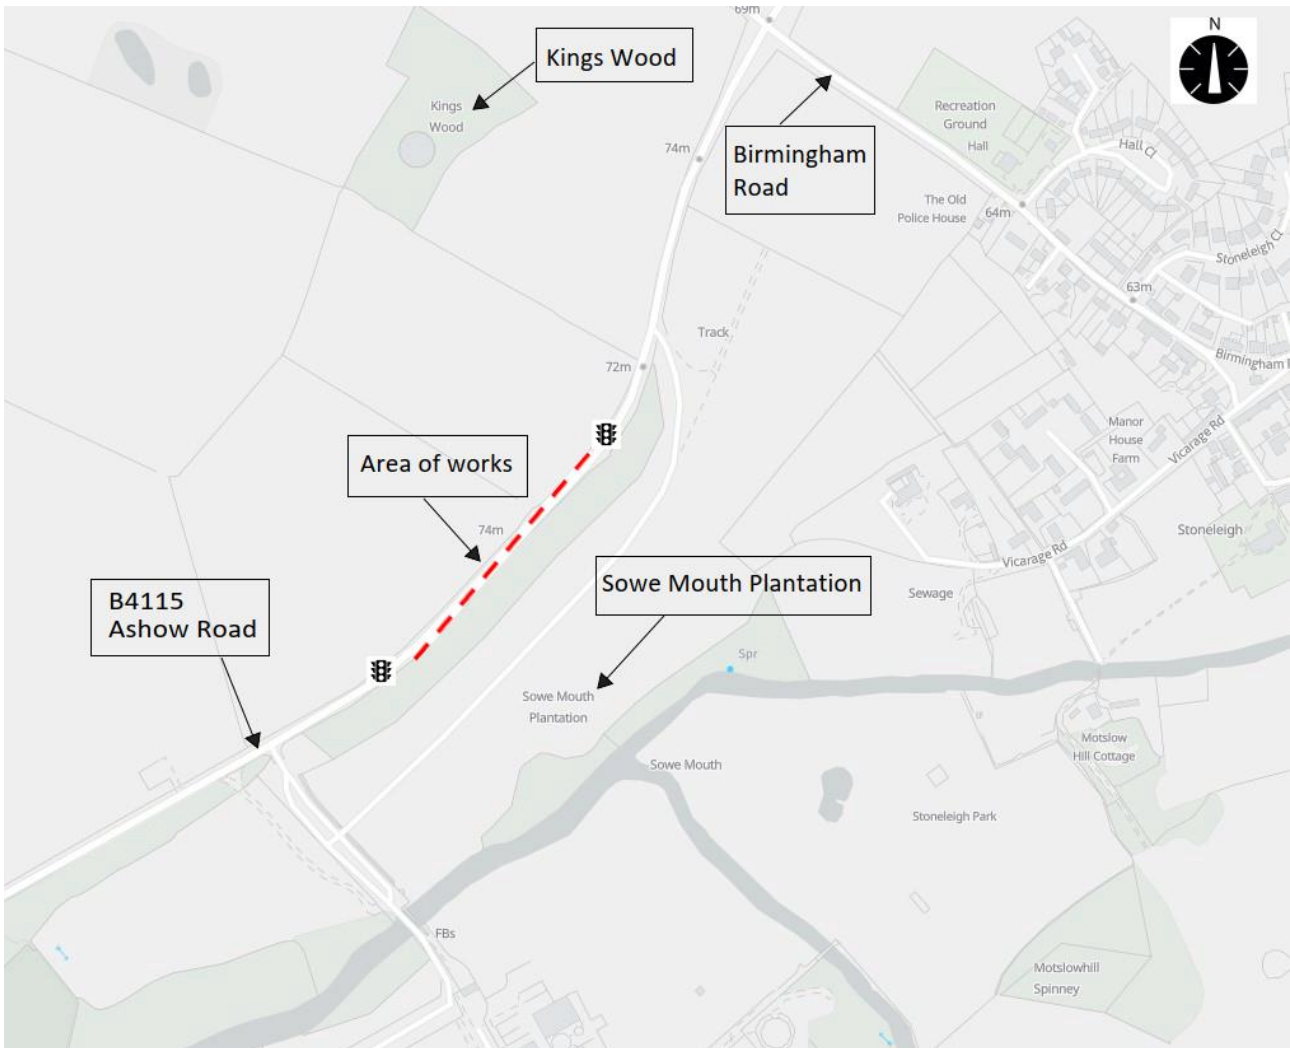 69m
N
Kings Wood
Kings
Wood
Recreation
Ground
Hall
Birmingham
Road
74m
Hall Cl
The Old
Police House
64m
Stoneleigh Cl
63m
Track
72m
Birmingham R
Manor
House
Farm
Vicarage Rd
Area of works
74m
Stoneleigh
Vicarage Rd
Sowe Mouth Plantation
B4115
Ashow Road
Sewage
Spr
Sowe Mouth
Plantation
Motslow
Hill Cottage
Sowe Mouth
Stoneleigh Park
FBs
Motslowhill
Spinney